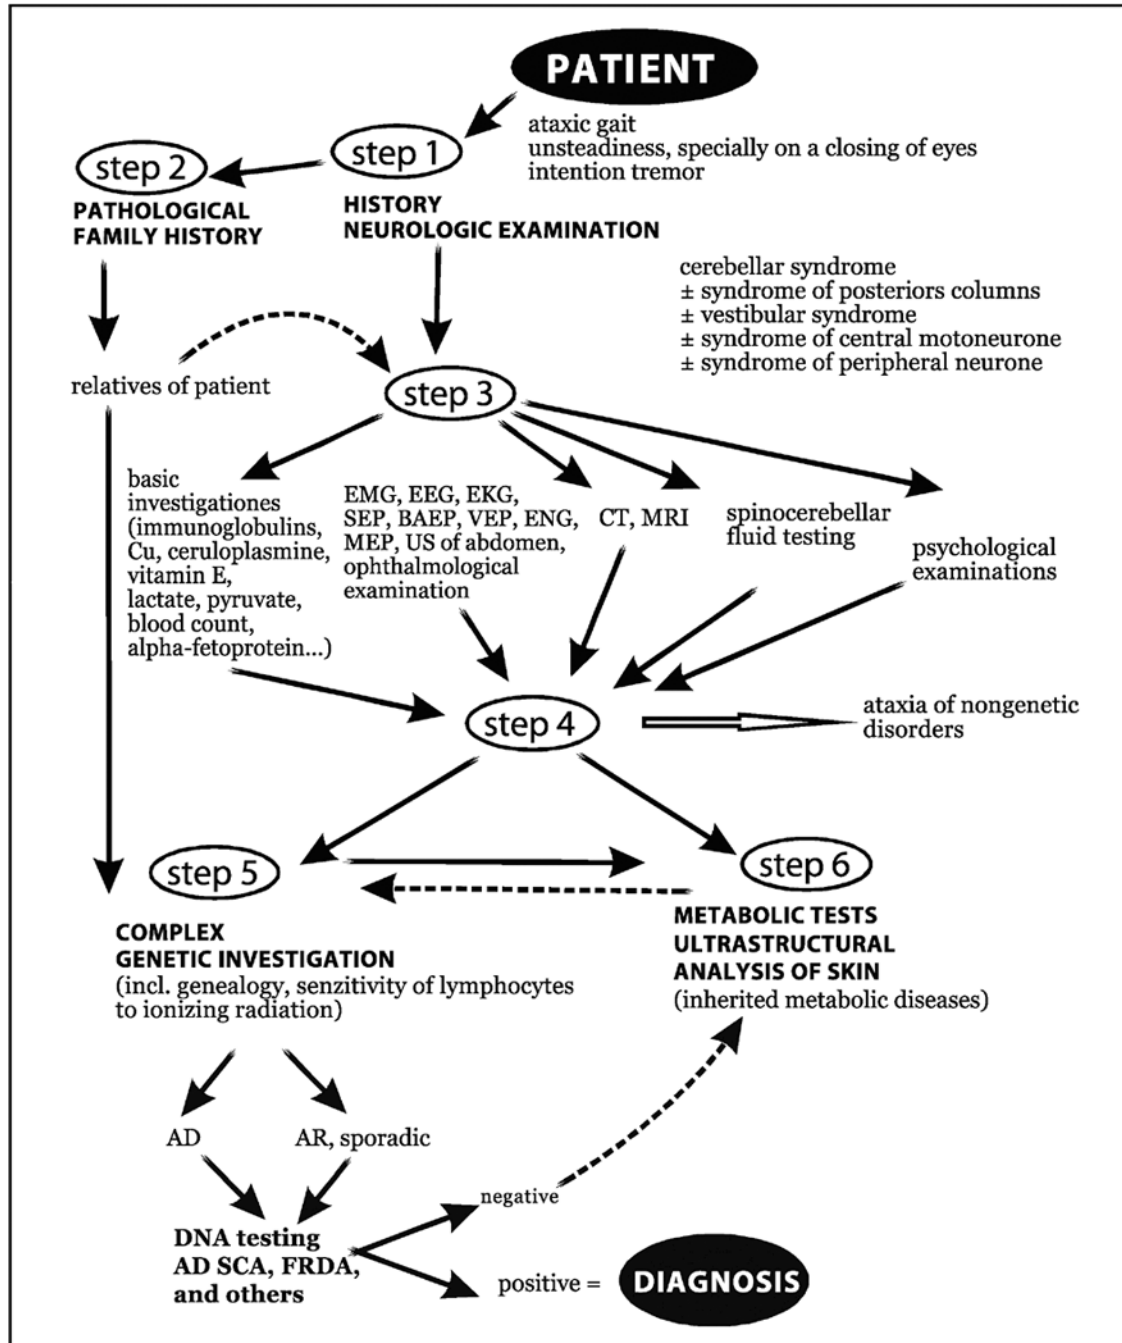 PATIENT
ataxic gait
unsteadiness, specially on a closing of eyes
intention tremor
step 1
step 2
HISTORY
NEUROLOGIC EXAMINATION
PATHOLOGICAL
FAMILY HISTORY
cerebellar syndrome
± syndrome of posteriors columns
± vestibular syndrome
± syndrome of central motoneurone
± syndrome of peripheral neurone
relatives of patient
step 3
basic
investigationes
(immunoglobulins,
Cu, ceruloplasmine,
vitamin E,
lactate, pyruvate,
blood count,
alpha-fetoprotein...)
EMG, EEG, EKG,
SEP, BAEP, VEP, ENG,
MEP, US of abdomen,
ophthalmological
examination
CT, MRI
spinocerebellar
fluid testing
psychological
examinations
step 4
ataxia of nongenetic
disorders
step 5
COMPLEX
GENETIC INVESTIGATION
(incl. genealogy, senzitivity of lymphocytes
to ionizing radiation)
step 6
METABOLIC TESTS
ULTRASTRUCTURAL
ANALYSIS OF SKIN
(inherited metabolic diseases)
AD
AR, sporadic
DNA testing
AD SCA, FRDA,
and others
negative
positive =
DIAGNOSIS